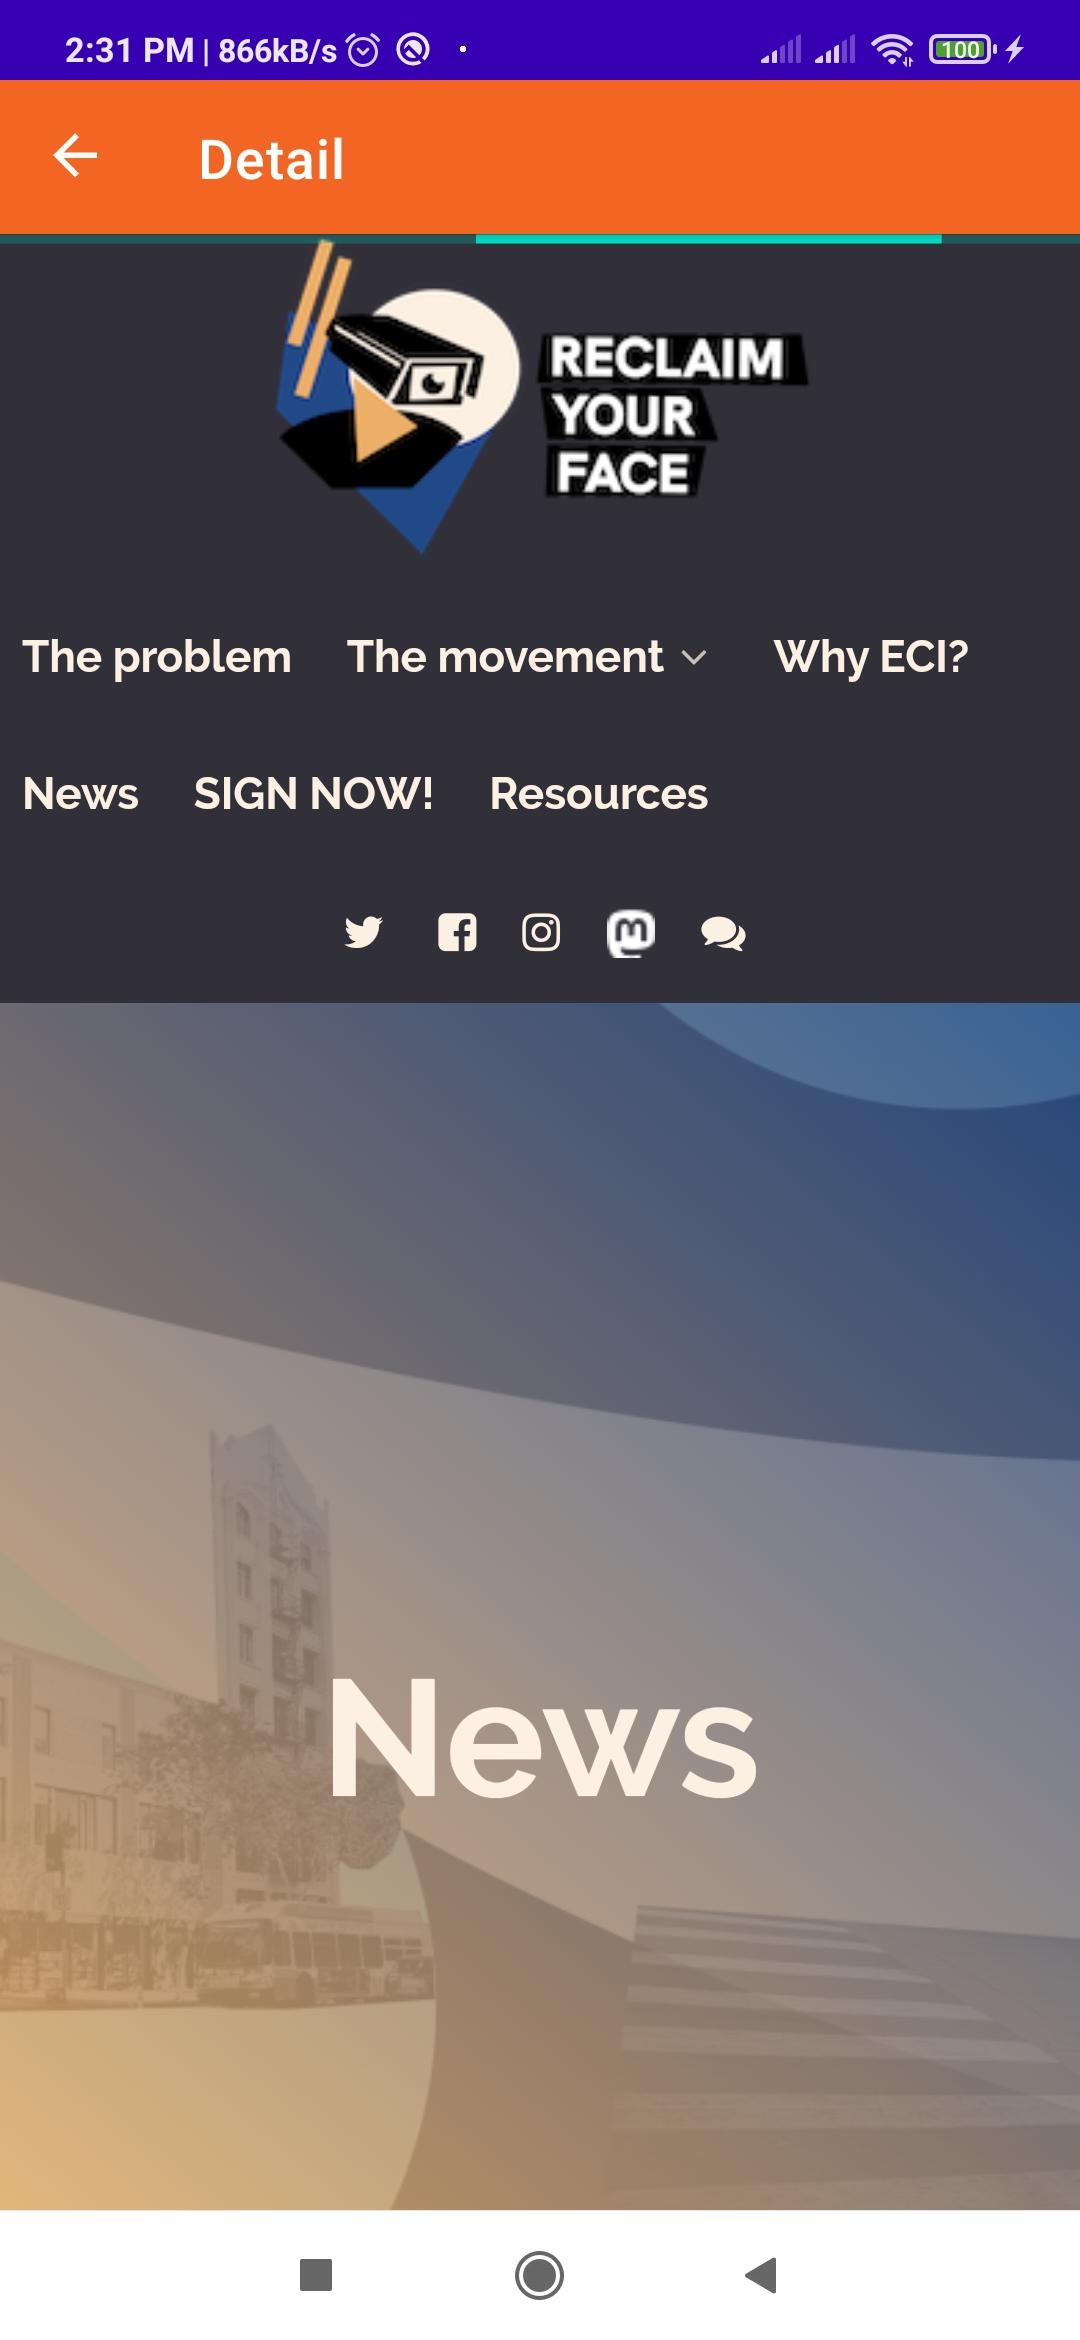 2:31 PM | 866kB/s
100
Detail
RECLAIM
YOUR
FACE
The problem The movement Why ECI?
News SIGN NOW! Resources
News